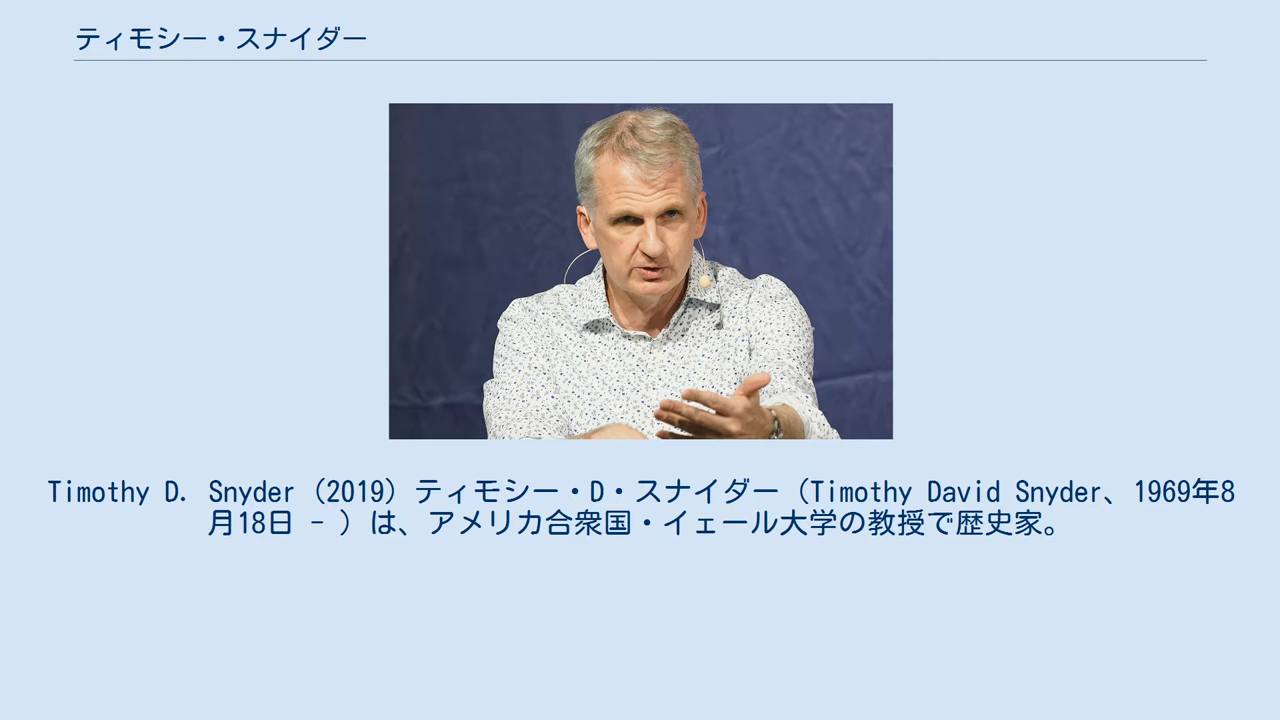 ティモシー・スナイダー
Timothy D. Snyder (2019) ティモシー・D・スナイダー（Timothy David Snyder、1969年8
月18日 - ）は、アメリカ合衆国・イェール大学の教授で歴史家。